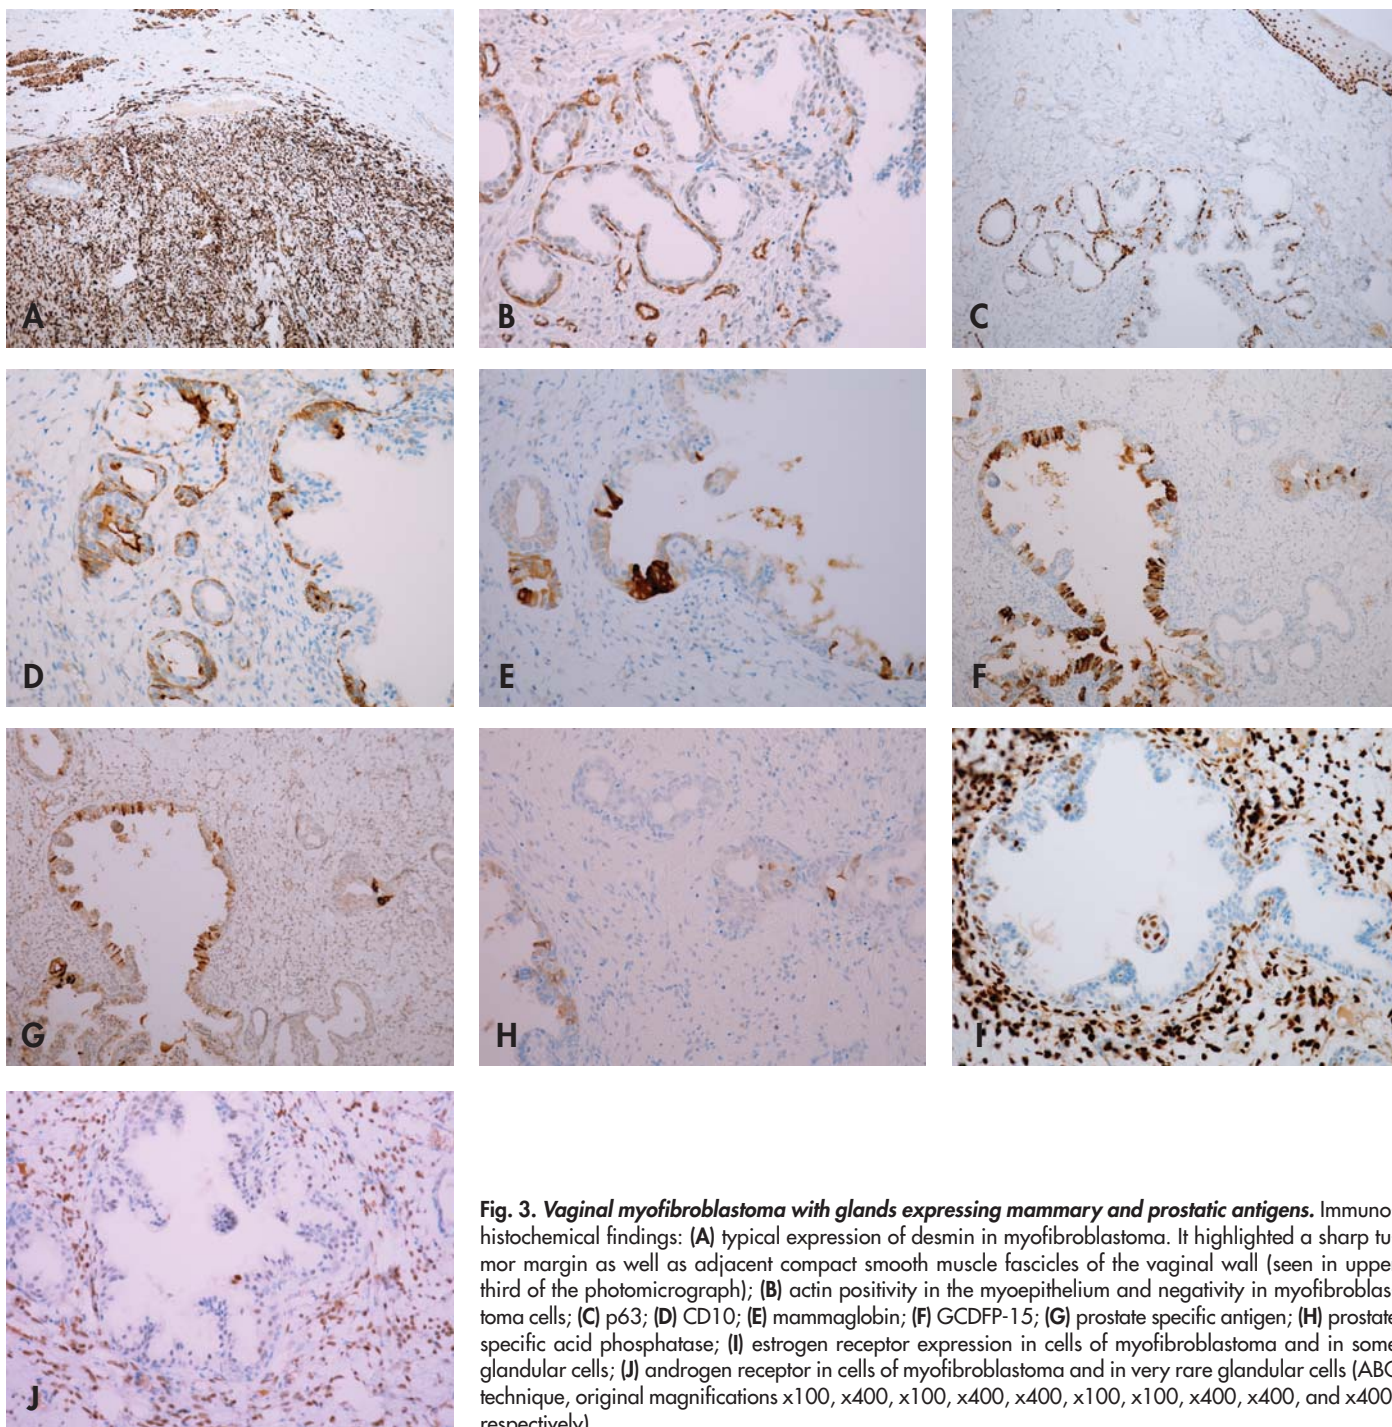 A
B
C
D
E
F
G
H
I
J
Fig. 3. Vaginal myofibroblastoma with glands expressing mammary and prostatic antigens. Immuno-
histochemical findings: (A) typical expression of desmin in myofibroblastoma. It highlighted a sharp tu-
mor margin as well as adjacent compact smooth muscle fascicles of the vaginal wall (seen in upper
third of the photomicrograph); (B) actin positivity in the myoepithelium and negativity in myofibroblas-
toma cells; (C) p63; (D) CD10; (E) mammaglobin; (F) GCDFP-15; (G) prostate specific antigen; (H) prostate
specific acid phosphatase; (I) estrogen receptor expression in cells of myofibroblastoma and in some
glandular cells; (J) androgen receptor in cells of myofibroblastoma and in very rare glandular cells (ABC
technique, original magnifications x100, x400, x100, x400, x400, x100, x100, x400, x400, and x400,
respectively)